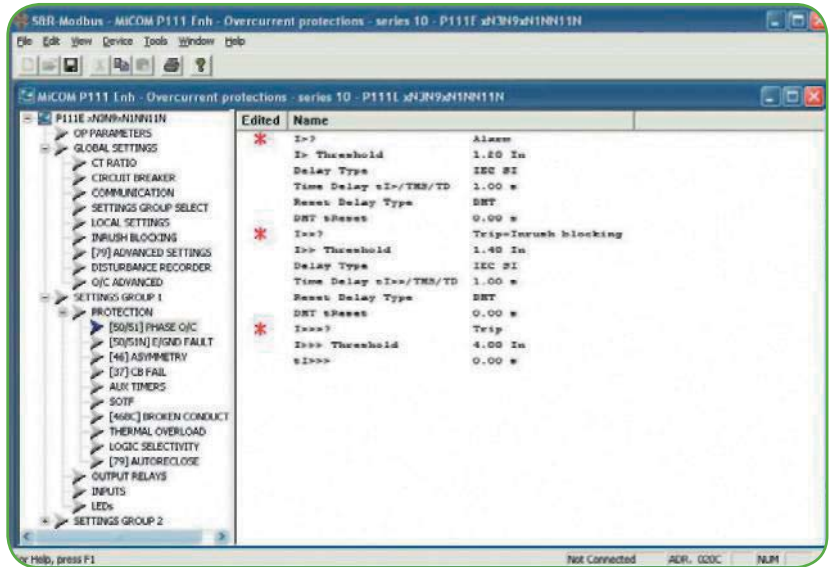 S&R-Modbus - MiCOM P111 Enh - Overcurrent protections - series 10 - P111E xN3N9xN1NN11N
File Edit View Device Tools Window Help
MiCOM P111 Enh - Overcurrent protections - series 10 - P111E xN3N9xN1NN11N
P111E xN3N9xN1NN11N
OP PARAMETERS
GLOBAL SETTINGS
CT RATIO
CIRCUIT BREAKER
COMMUNICATION
SETTINGS GROUP SELECT
LOCAL SETTINGS
INRUSH BLOCKING
[79] ADVANCED SETTINGS
DISTURBANCE RECORDER
O/C ADVANCED
SETTINGS GROUP 1
PROTECTION
[50/51] PHASE O/C
[50/51N] E/GND FAULT
[46] ASYMMETRY
[37] CB FAIL
AUX TIMERS
SOTF
[46BC] BROKEN CONDUCT
THERMAL OVERLOAD
LOGIC SELECTIVITY
[79] AUTORECLOSE
OUTPUT RELAYS
INPUTS
LEDs
SETTINGS GROUP 2
Edited Name
I>? Alarm
I> Threshold 1.20 In
Delay Type IEC SI
Time Delay tI>/TMS/TD 1.00 s
Reset Delay Type DMT
DMT tReset 0.00 s
I>>? Trip-Inrush blocking
I>> Threshold 1.40 In
Delay Type IEC SI
Time Delay tI>>/TMS/TD 1.00 s
Reset Delay Type DMT
DMT tReset 0.00 s
I>>>? Trip
I>>> Threshold 4.00 In
tI>>> 0.00 s
or Help, press F1 Not Connected ADR. 020C NUM